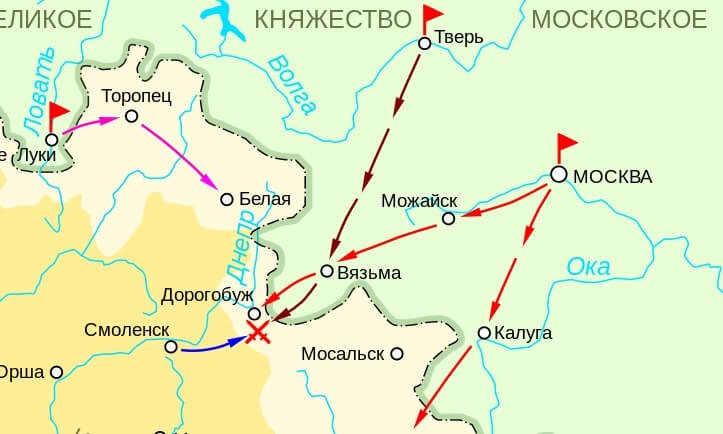 ЕЛИКОЕ КНЯЖЕСТВО МОСКОВСКОЕ
Тверь
Волга
Ловать
Торопец
е Луки
МОСКВА
Белая
Можайск
Днепр
Ока
Вязьма
Дорогобуж
Смоленск
Калуга
Мосальск
Орша